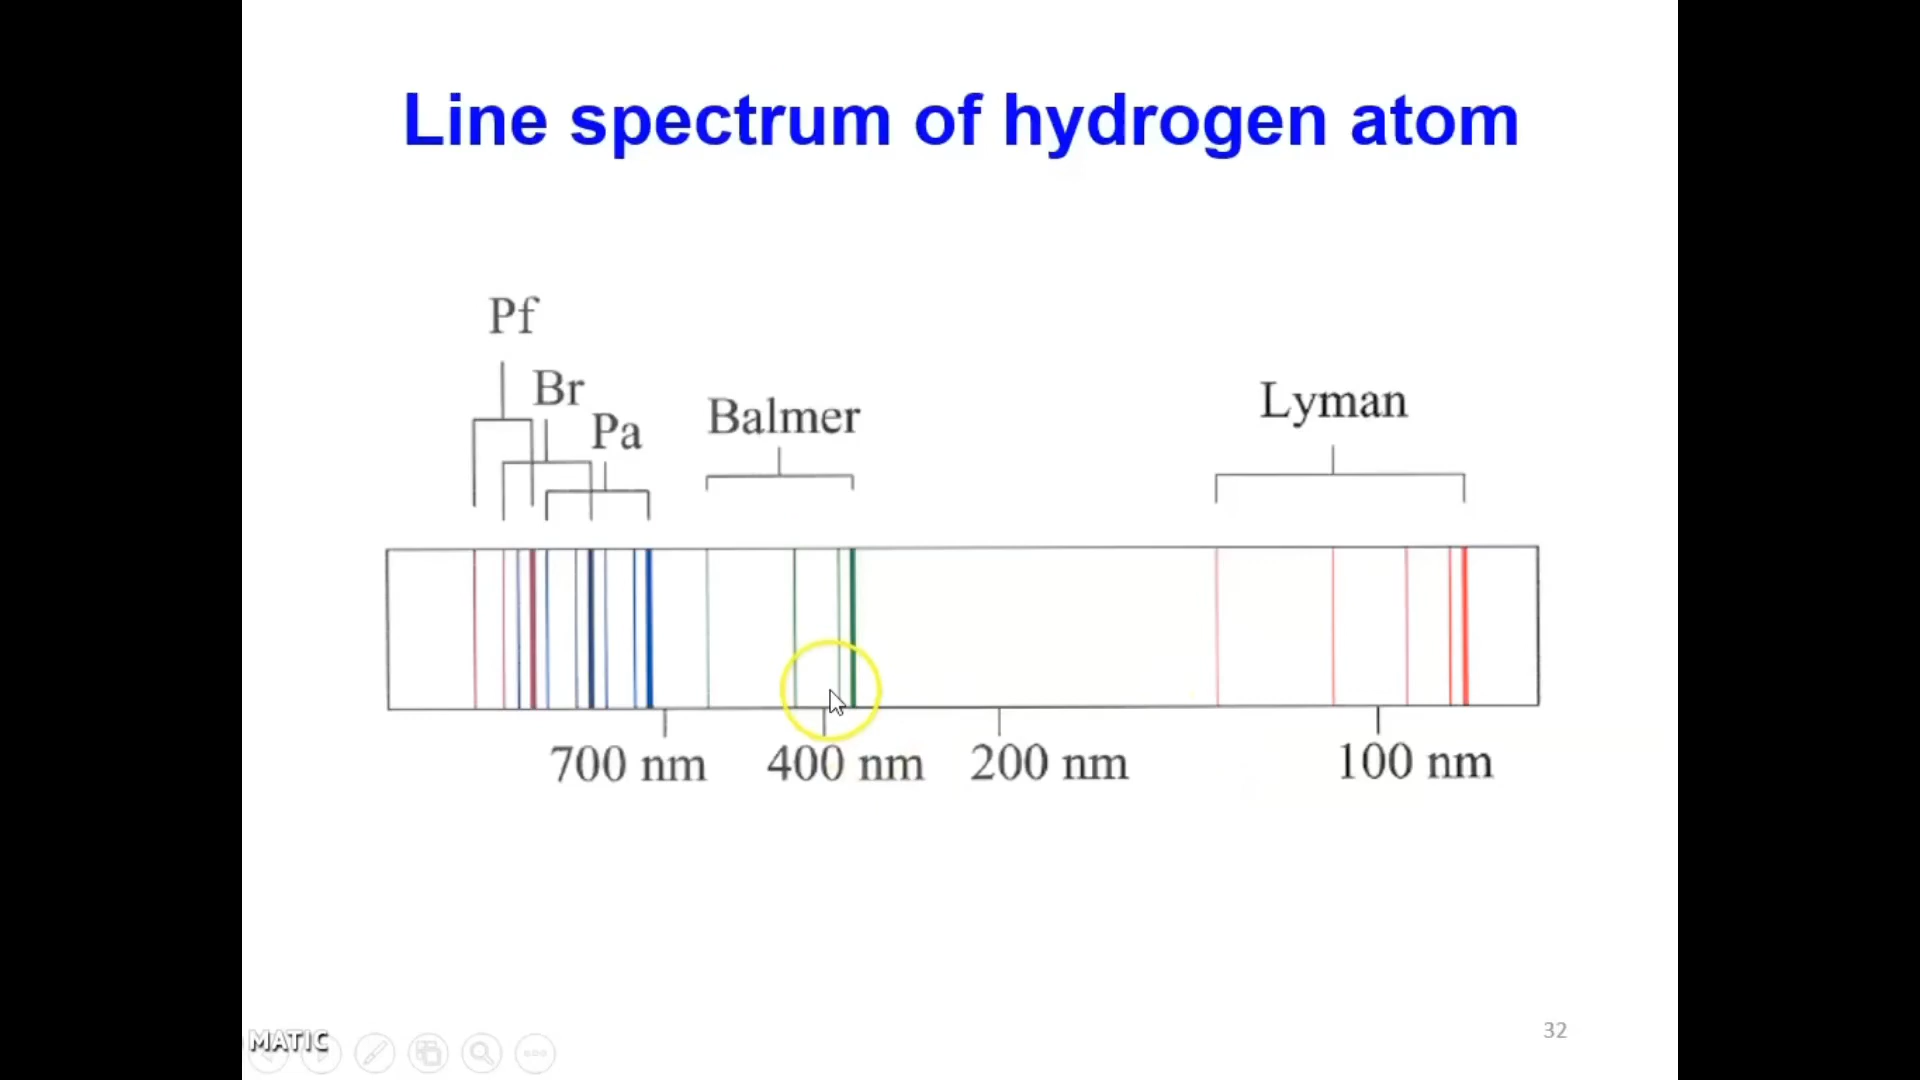 Line spectrum of hydrogen atom
Pf
Br
Pa
Balmer
Lyman
700 nm
400 nm
200 nm
100 nm
MATIC
32